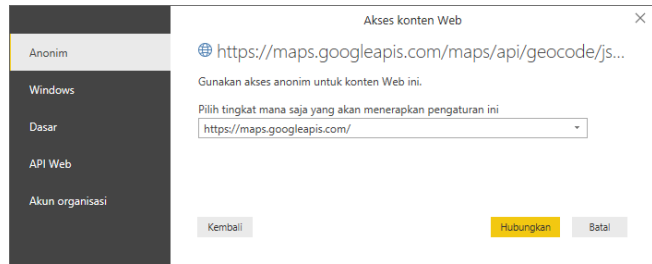 Akses konten Web
Anonim
Windows
Dasar
API Web
Akun organisasi
https://maps.googleapis.com/maps/api/geocode/js...
Gunakan akses anonim untuk konten Web ini.
Pilih tingkat mana saja yang akan menerapkan pengaturan ini
https://maps.googleapis.com/
Kembali
Hubungkan
Batal